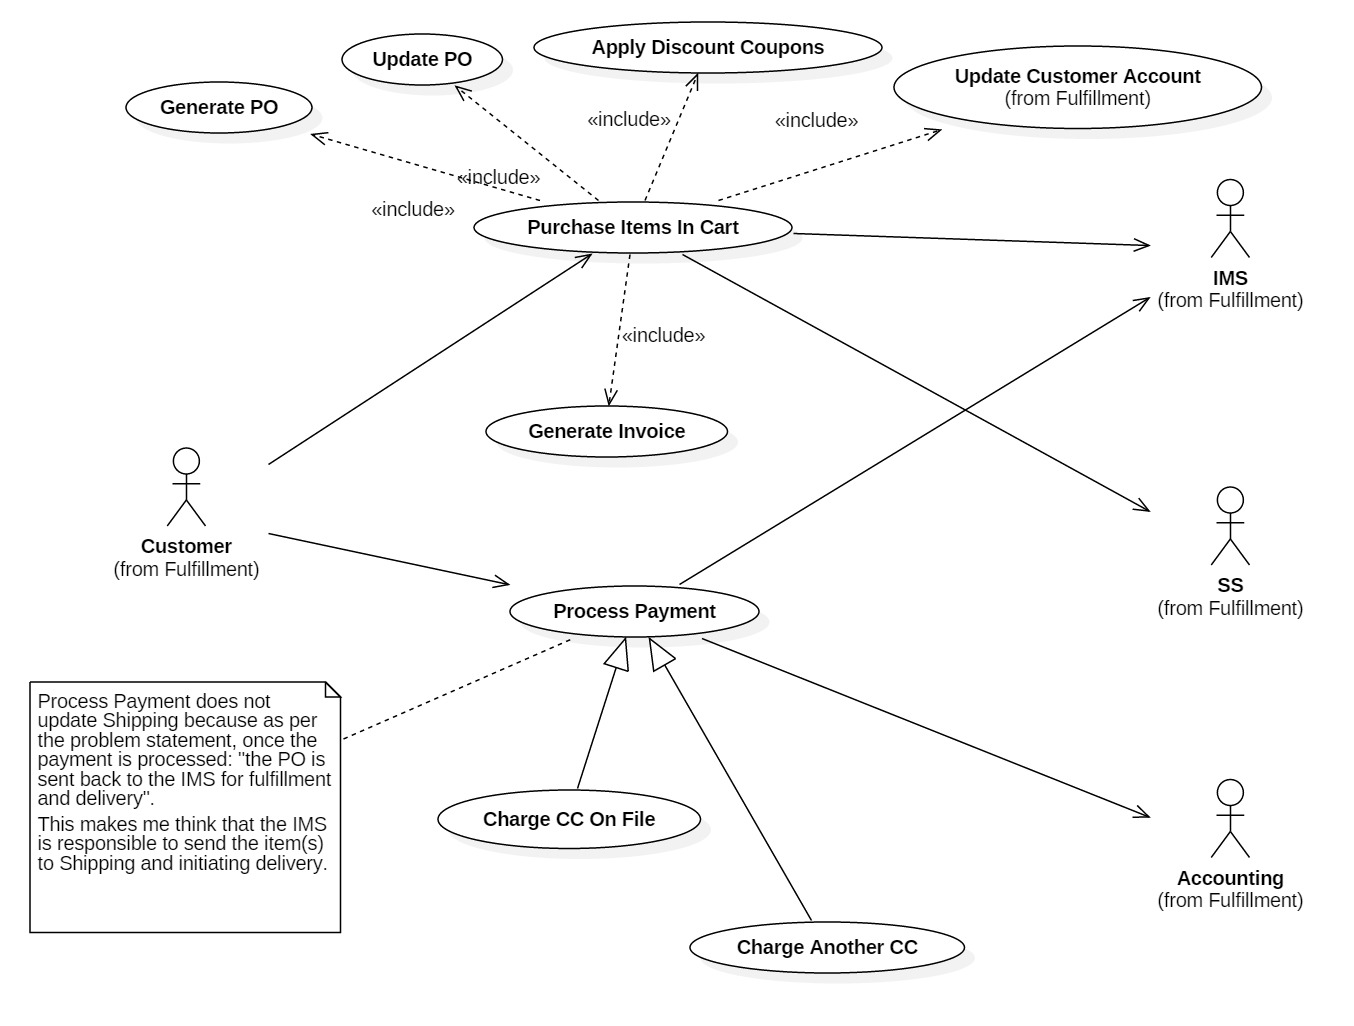 Apply Discount Coupons
Update PO
Update Customer Account
(from Fulfillment)
Generate PO
«include»
«include»
«include»
«include»
Purchase Items In Cart
IMS
(from Fulfillment)
«include»
Generate Invoice
Customer
(from Fulfillment)
SS
(from Fulfillment)
Process Payment
Process Payment does not
update Shipping because as per
the problem statement, once the
payment is processed: "the PO is
sent back to the IMS for fulfillment
and delivery".
This makes me think that the IMS
is responsible to send the item(s)
to Shipping and initiating delivery.
Charge CC On File
Accounting
(from Fulfillment)
Charge Another CC